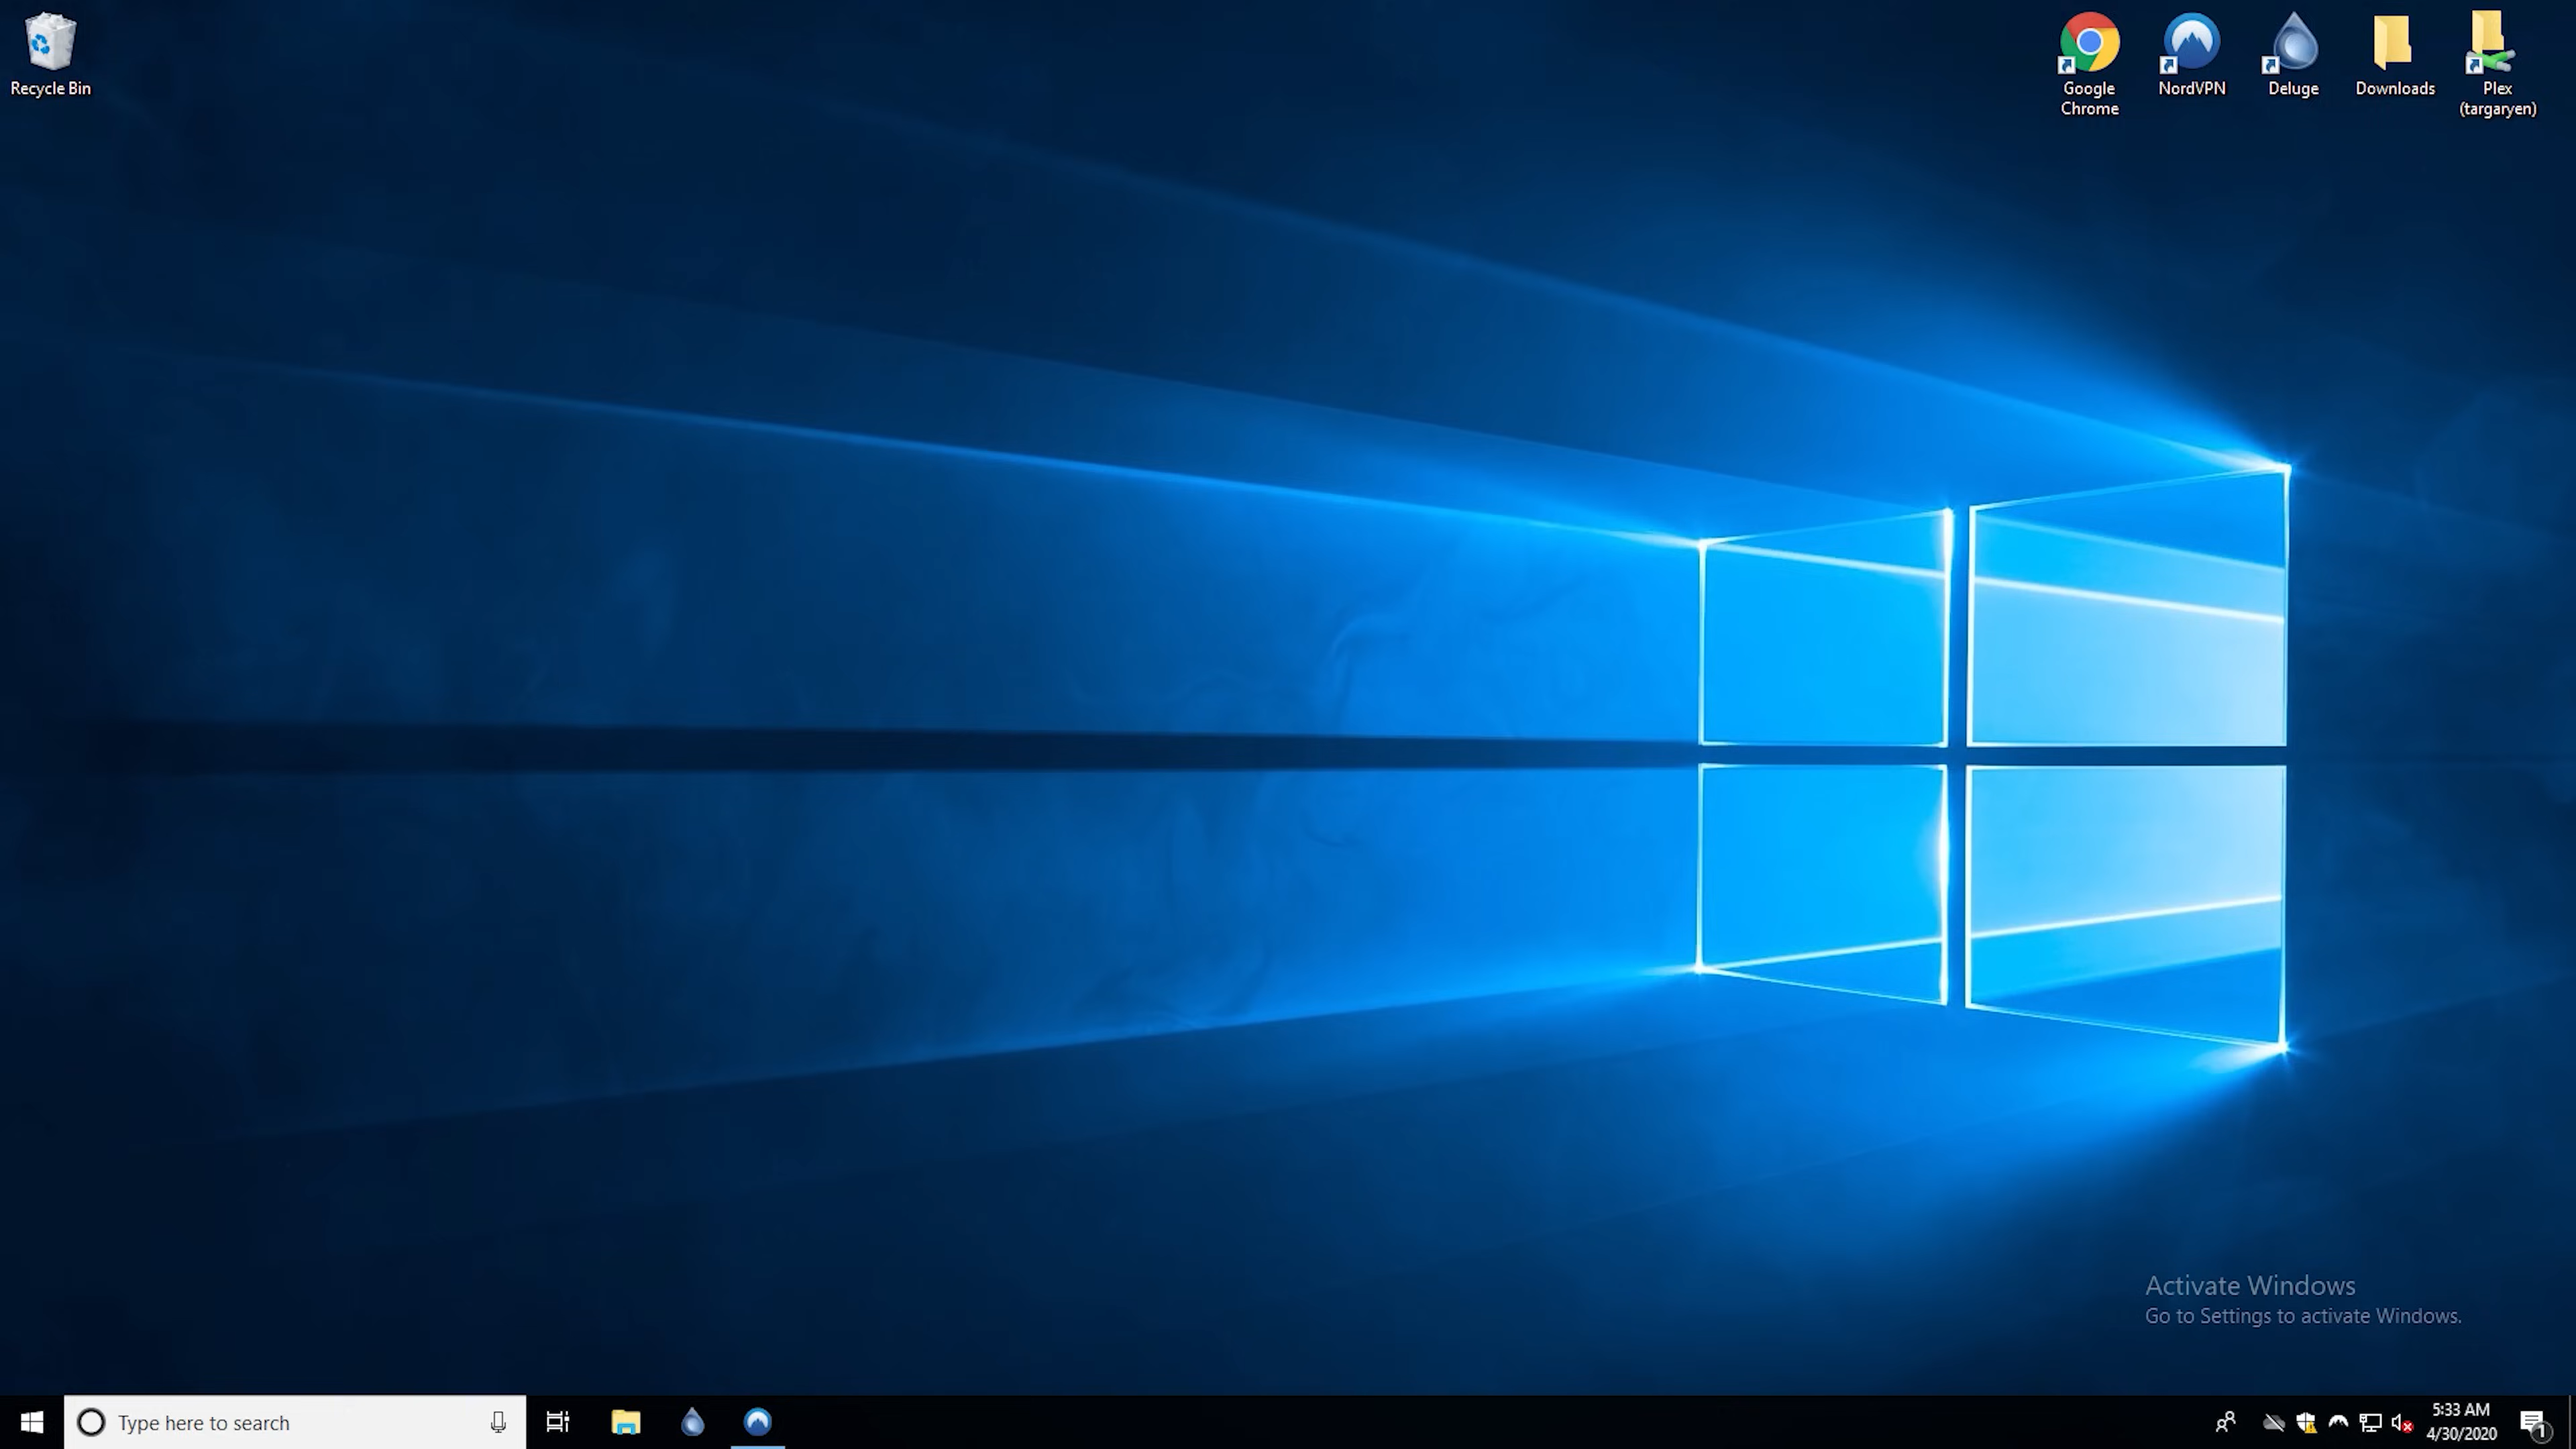 Recycle Bin
Google
Chrome
NordVPN
Deluge
Downloads
Plex
(targaryen)
Activate Windows
Go to Settings to activate Windows.
Type here to search
5:33 AM
4/30/2020
1